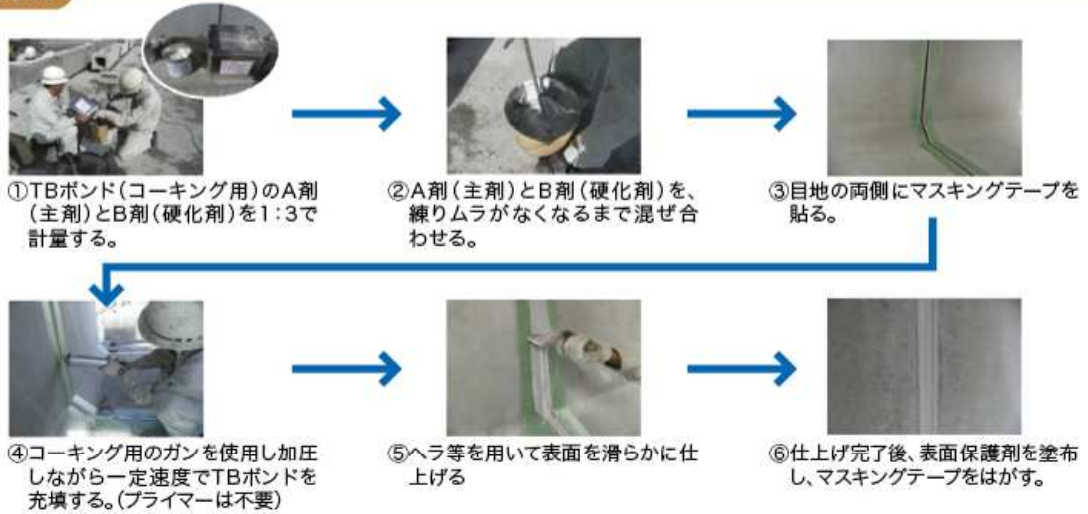 ①TBボンド(コーキング用)のA剤
(主剤)とB剤(硬化剤)を1:3で
計量する。
②A剤(主剤)とB剤(硬化剤)を、
練りムラがなくなるまで混ぜ合
わせる。
③目地の両側にマスキングテープを
貼る。
④コーキング用のガンを使用し加圧
しながら一定速度でTBボンドを
充填する。(プライマーは不要)
⑤ヘラ等を用いて表面を滑らかに仕
上げる
⑥仕上げ完了後、表面保護剤を塗布
し、マスキングテープをはがす。